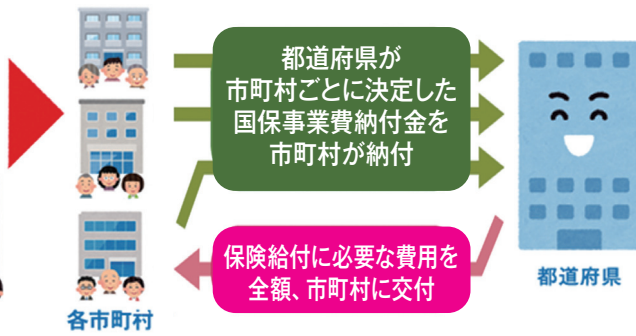 都道府県が
市町村ごとに決定した
国保事業費納付金を
市町村が納付
保険給付に必要な費用を
全額、市町村に交付
各市町村
都道府県